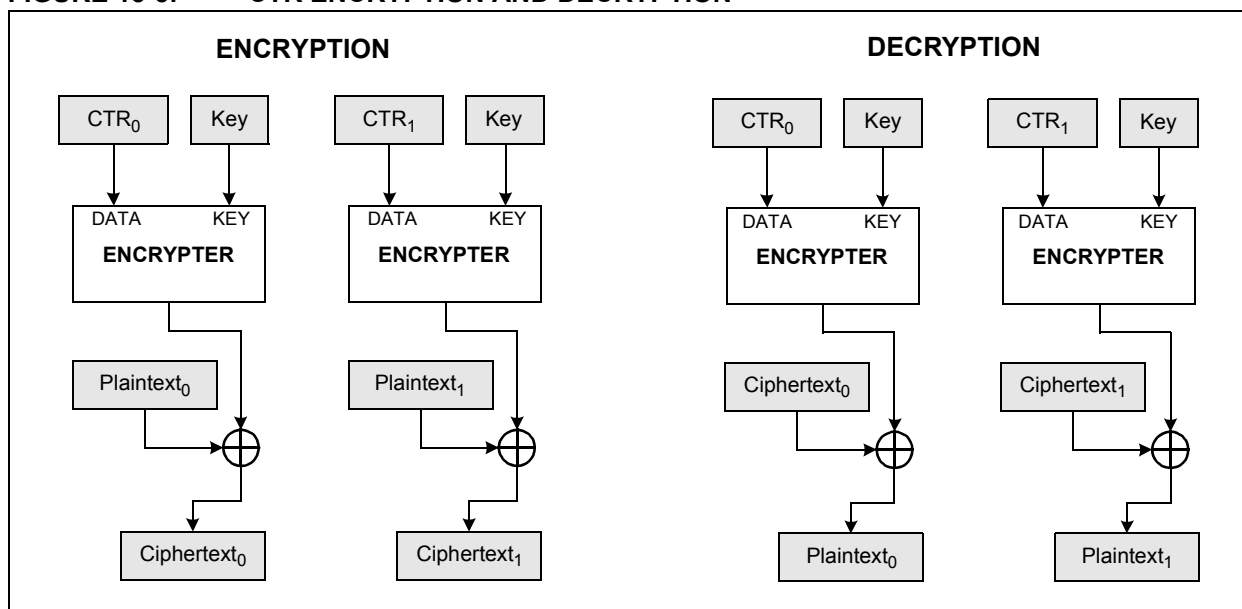 ENCRYPTION
DECRYPTION
CTR₀ Key CTR₁ Key
CTR₀ Key CTR₁ Key
DATA KEY DATA KEY
DATA KEY DATA KEY
ENCRYPTER ENCRYPTER
ENCRYPTER ENCRYPTER
Plaintext₀ Plaintext₁
Ciphertext₀ Ciphertext₁
Ciphertext₀ Ciphertext₁
Plaintext₀ Plaintext₁